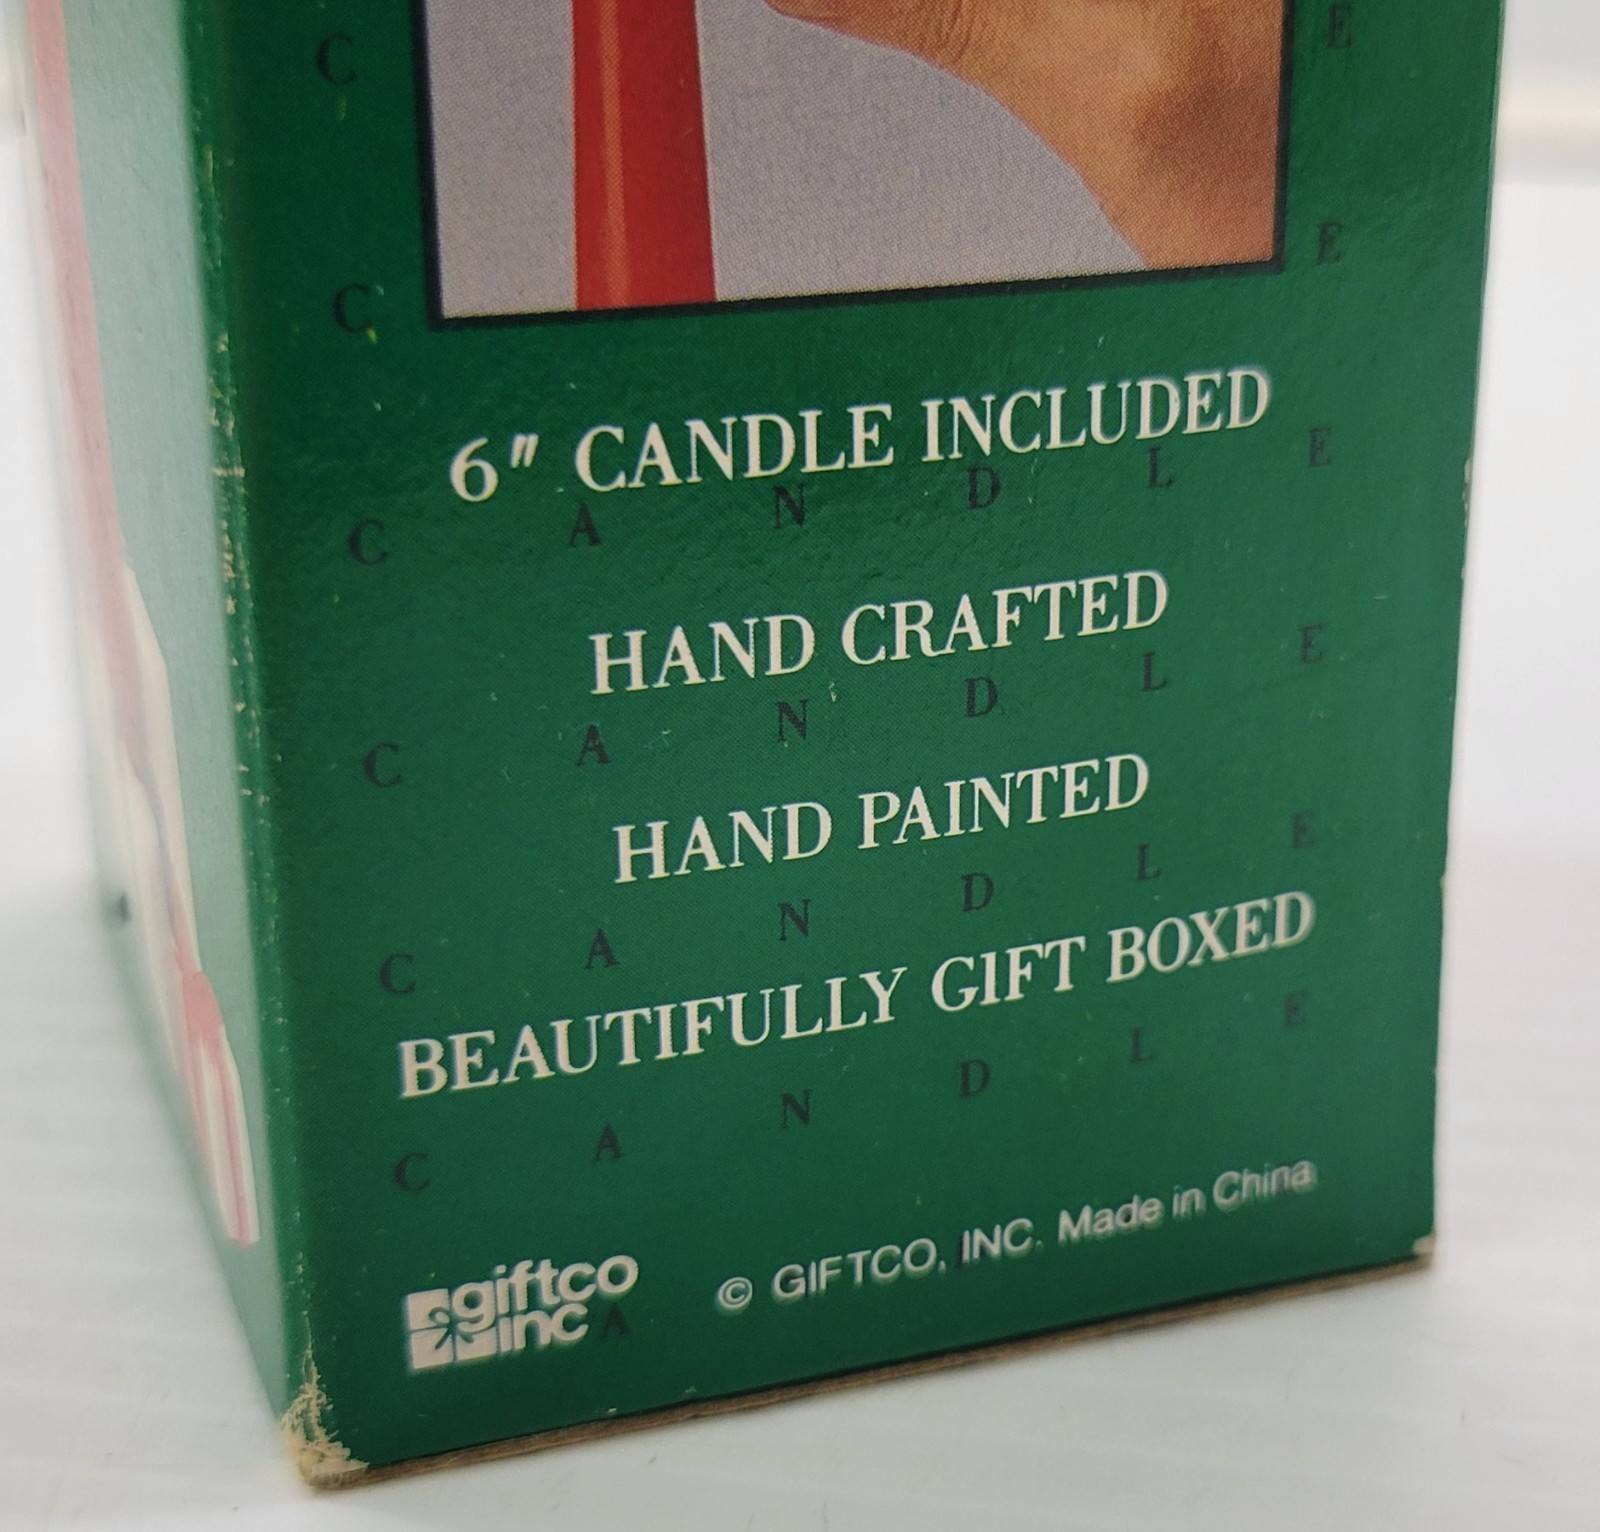 E
C
E
C
6" CANDLE INCLUDED
C A N D L E
HAND CRAFTED
C A N D L E
HAND PAINTED
C A N D L E
BEAUTIFULLY GIFT BOXED
C A N D L E
giftco
inc
A
© GIFTCO, INC. Made in China